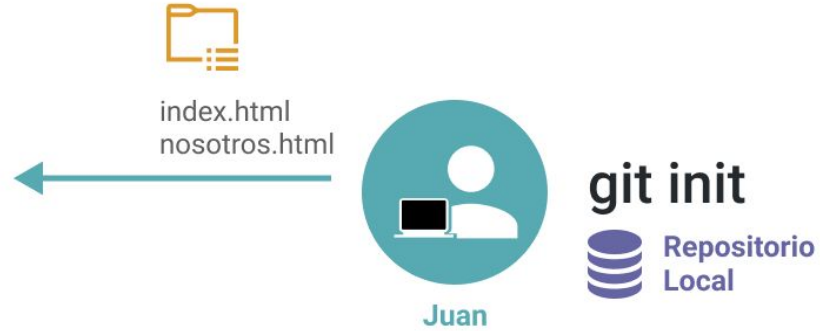 index.html
nosotros.html
git init
Repositorio
Local
Juan